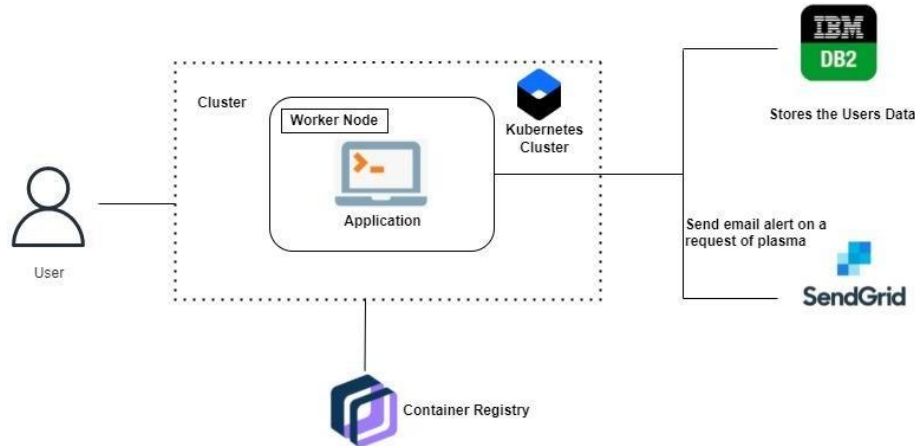 IBM
DB2
Stores the Users Data
Cluster
Worker Node
Kubernetes
Cluster
Application
User
Send email alert on a
request of plasma
SendGrid
Container Registry